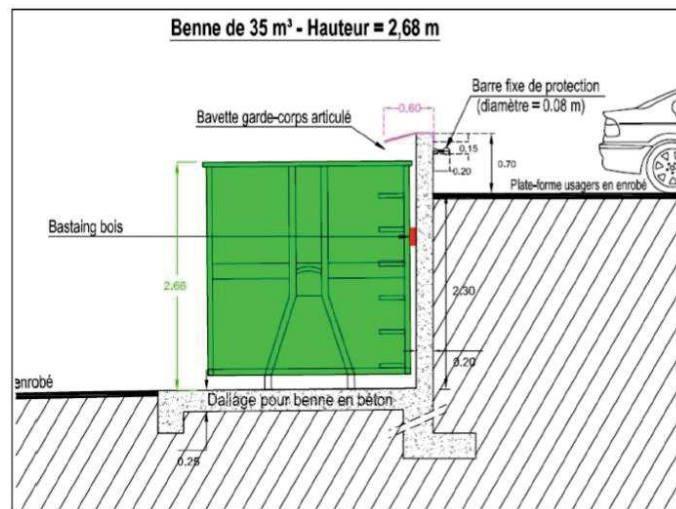 Benne de 35 m³ - Hauteur = 2,68 m
Barre fixe de protection
(diamètre = 0.08 m)
0.60
Bavette garde-corps articulé
0.15
0.20
0.70
Plate-forme usagers en enrobé
Bastaing bois
2.66
2.30
0.20
enrobé
Dallage pour benne en béton
0.25